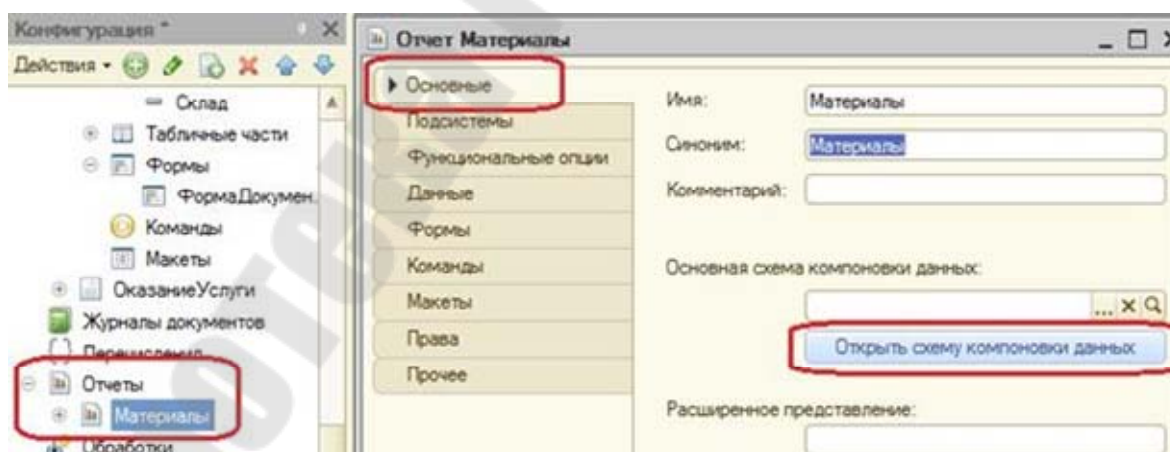 Конфигурация *
Действия
Склад
Табличные части
Формы
ФормаДокумен.
Команды
Макеты
ОказаниеУслуги
Журналы документов
Перечисления
Отчеты
Материалы
Обработки
Отчет Материалы
Основные
Подсистемы
Функциональные опции
Данные
Формы
Команды
Макеты
Права
Прочее
Имя: Материалы
Синоним: Материалы
Комментарий:
Основная схема компоновки данных:
...
Открыть схему компоновки данных
Расширенное представление: